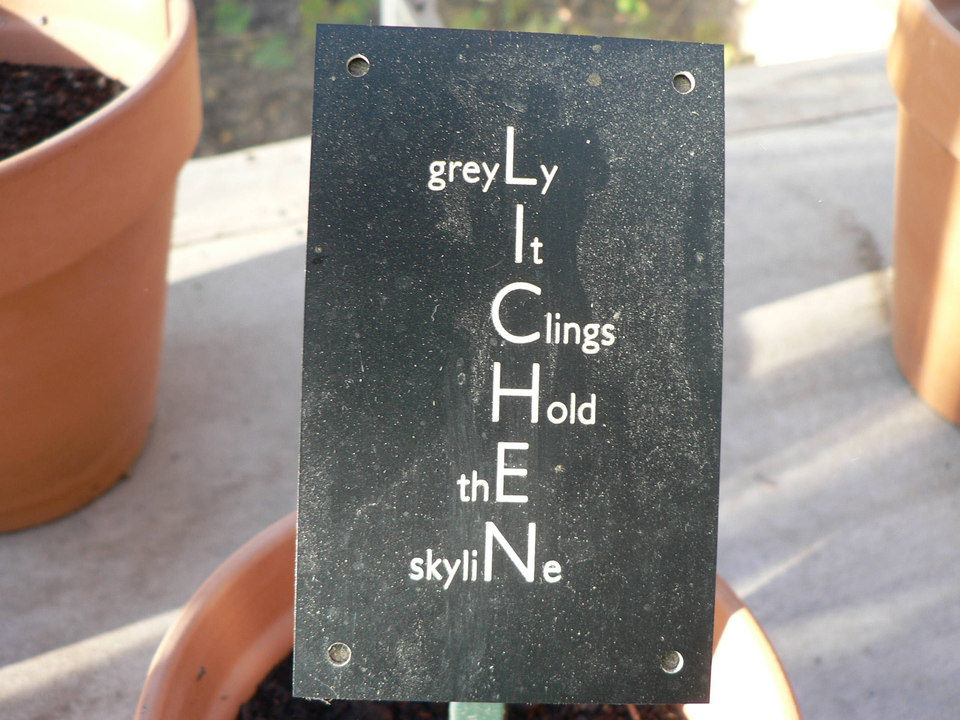 greyLy
It
Clings
Hold
thE
skyliNe